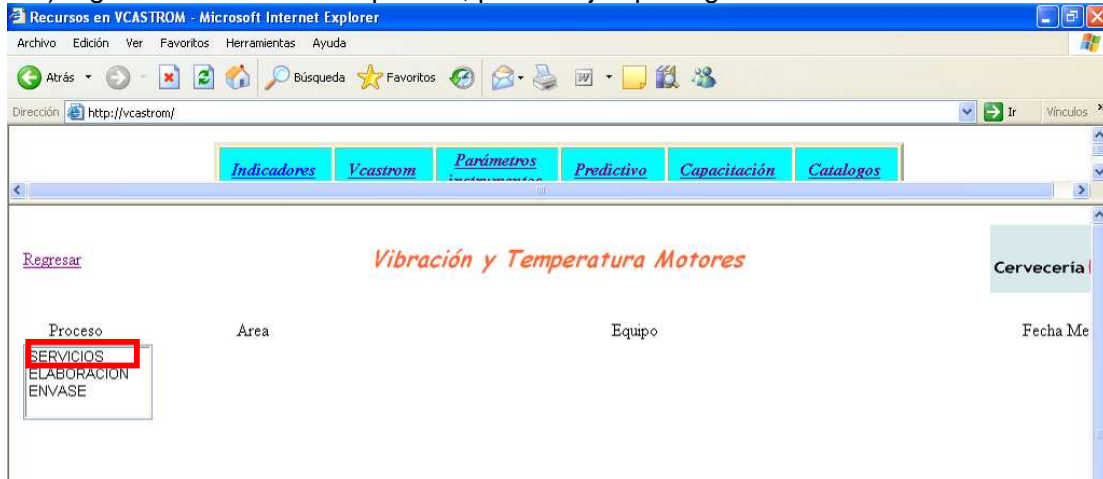 Recursos en VCASTROM - Microsoft Internet Explorer
Archivo Edición Ver Favoritos Herramientas Ayuda
Atrás Búsqueda Favoritos
Dirección http://vcastrom/ Ir Vínculos
Indicadores Vcastrom Parámetros Predictivo Capacitación Catalogos
Regresar Vibración y Temperatura Motores
Cervecería
Proceso Area Equipo Fecha Me
SERVICIOS
ELABORACION
ENVASE